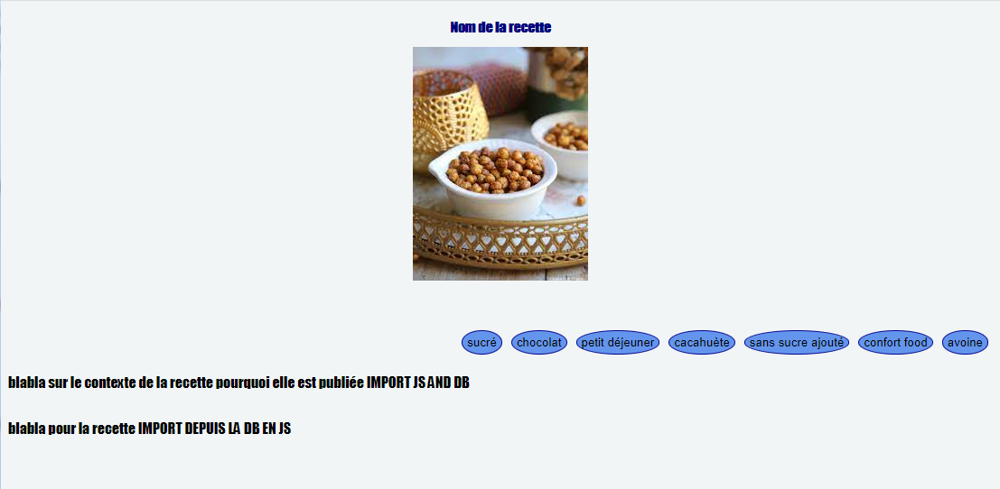 Nom de la recette
sucré chocolat petit déjeuner cacahuète sans sucre ajouté confort food avoine
blabla sur le contexte de la recette pourquoi elle est publiée IMPORT JS AND DB
blabla pour la recette IMPORT DEPUIS LA DB EN JS